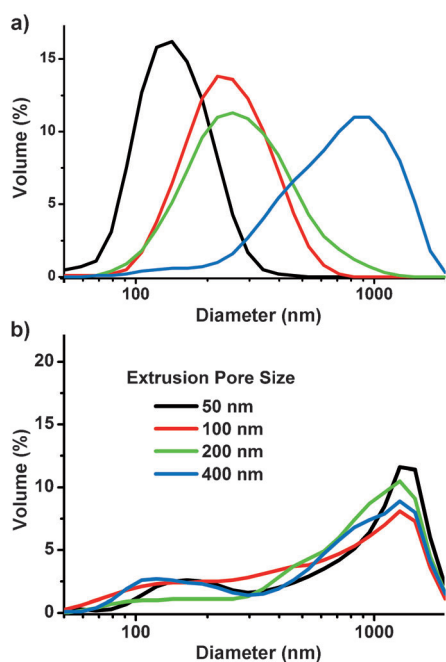 a)
15
10
5
0
Volume (%)
100
1000
Diameter (nm)
b)
20
15
10
5
0
Volume (%)
Extrusion Pore Size
50 nm
100 nm
200 nm
400 nm
100
1000
Diameter (nm)